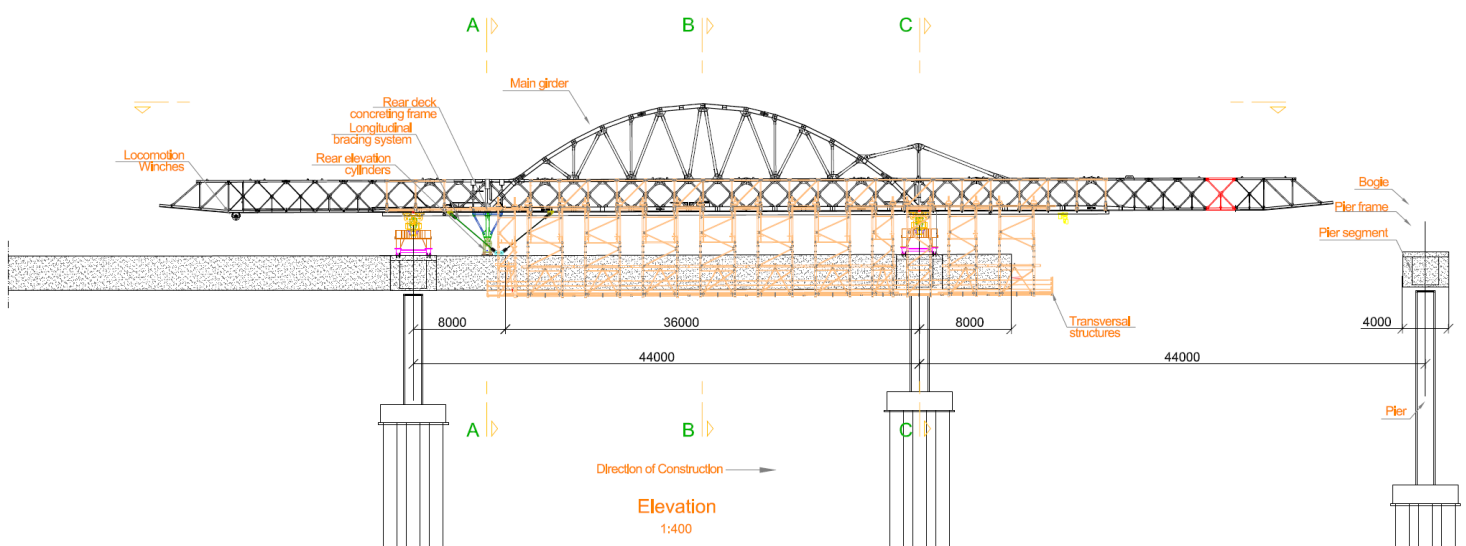 A
B
C
Main girder
Rear deck
concreting frame
Longitudinal
bracing system
Rear elevation
cylinders
Locomotion
Winches
Bogie
Pier frame
Pier segment
8000
36000
8000
Transversal
structures
4000
44000
44000
Pier
A
B
C
Direction of Construction
Elevation
1:400